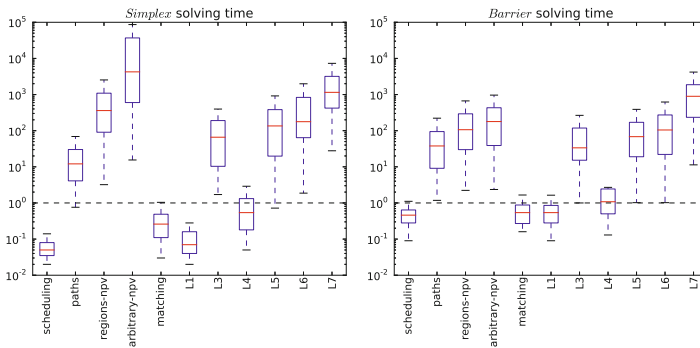 Simplex solving time
10^5
10^4
10^3
10^2
10^1
10^0
10^-1
10^-2
scheduling
paths
regions-npv
arbitrary-npv
matching
L1
L3
L4
L5
L6
L7
Barrier solving time
10^5
10^4
10^3
10^2
10^1
10^0
10^-1
10^-2
scheduling
paths
regions-npv
arbitrary-npv
matching
L1
L3
L4
L5
L6
L7